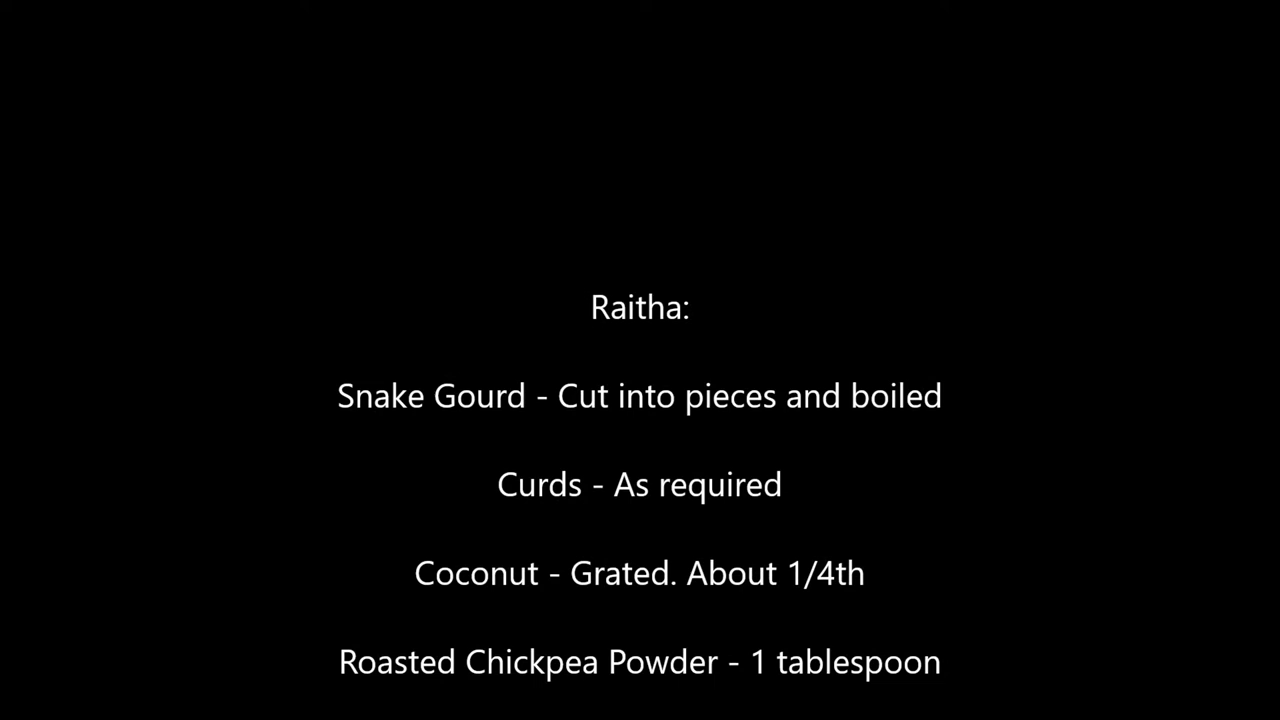 Raitha:
Snake Gourd - Cut into pieces and boiled
Curds - As required
Coconut - Grated. About 1/4th
Roasted Chickpea Powder - 1 tablespoon